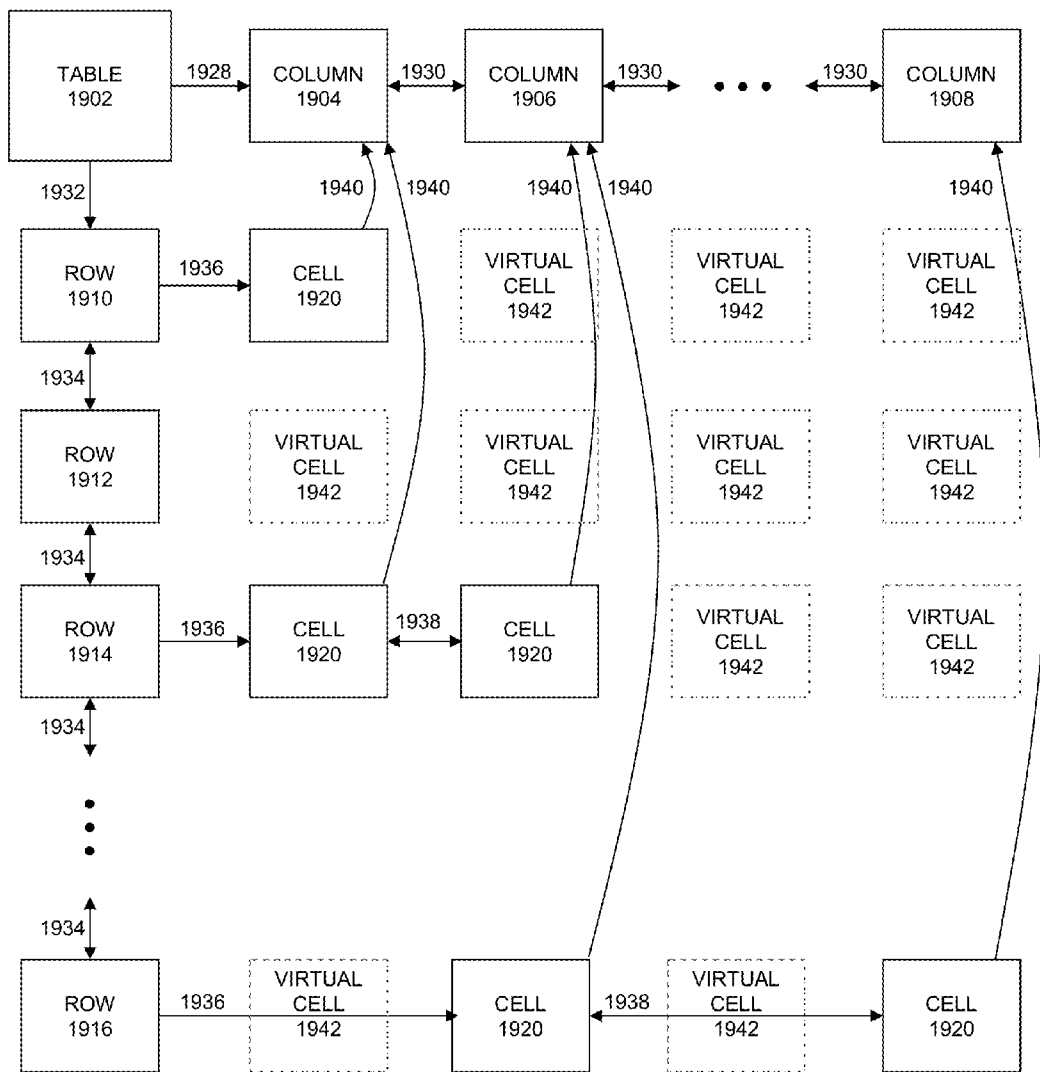 TABLE
1902
1928
COLUMN
1904
1930
COLUMN
1906
1930
1930
COLUMN
1908
1932
1940
1940
1940
1940
1940
ROW
1910
1936
CELL
1920
VIRTUAL
CELL
1942
VIRTUAL
CELL
1942
VIRTUAL
CELL
1942
1934
ROW
1912
VIRTUAL
CELL
1942
VIRTUAL
CELL
1942
VIRTUAL
CELL
1942
VIRTUAL
CELL
1942
1934
ROW
1914
1936
CELL
1920
1938
CELL
1920
VIRTUAL
CELL
1942
VIRTUAL
CELL
1942
1934
1934
ROW
1916
1936
VIRTUAL
CELL
1942
CELL
1920
1938
VIRTUAL
CELL
1942
CELL
1920